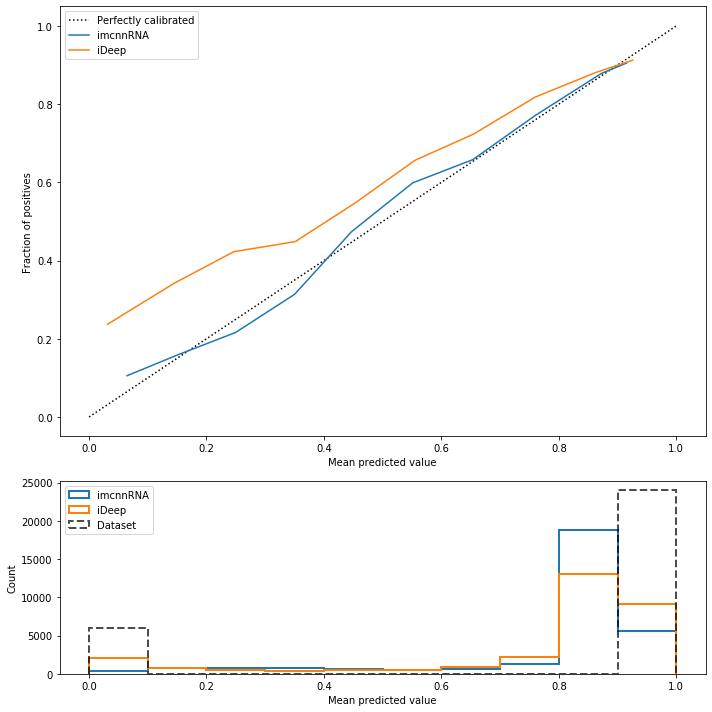 Perfectly calibrated
imcnnRNA
iDeep
1.0
0.8
0.6
0.4
0.2
0.0
Fraction of positives
0.0 0.2 0.4 0.6 0.8 1.0
Mean predicted value
imcnnRNA
iDeep
Dataset
25000
20000
15000
10000
5000
0
Count
0.0 0.2 0.4 0.6 0.8 1.0
Mean predicted value